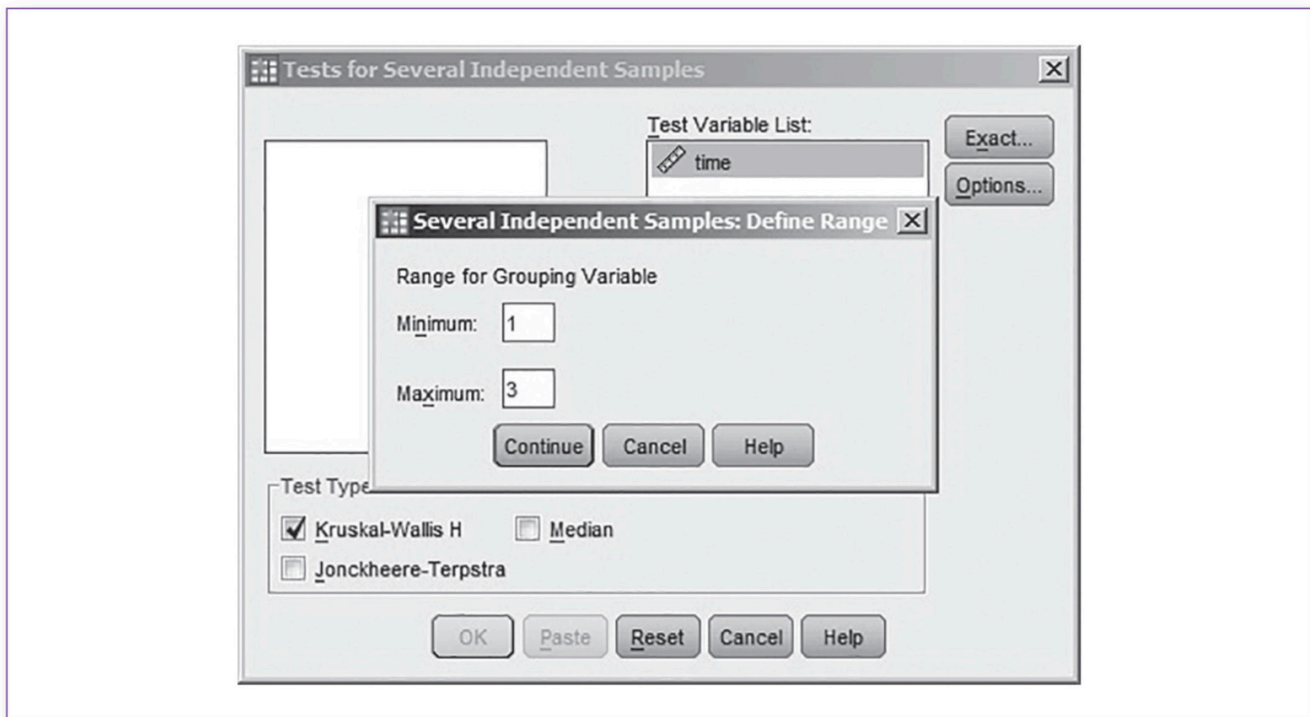 Tests for Several Independent Samples
Test Variable List:
time
Exact...
Options...
Several Independent Samples: Define Range
Range for Grouping Variable
Minimum: 1
Maximum: 3
Continue Cancel Help
Test Type
Kruskal-Wallis H Median
Jonckheere-Terpstra
OK Paste Reset Cancel Help